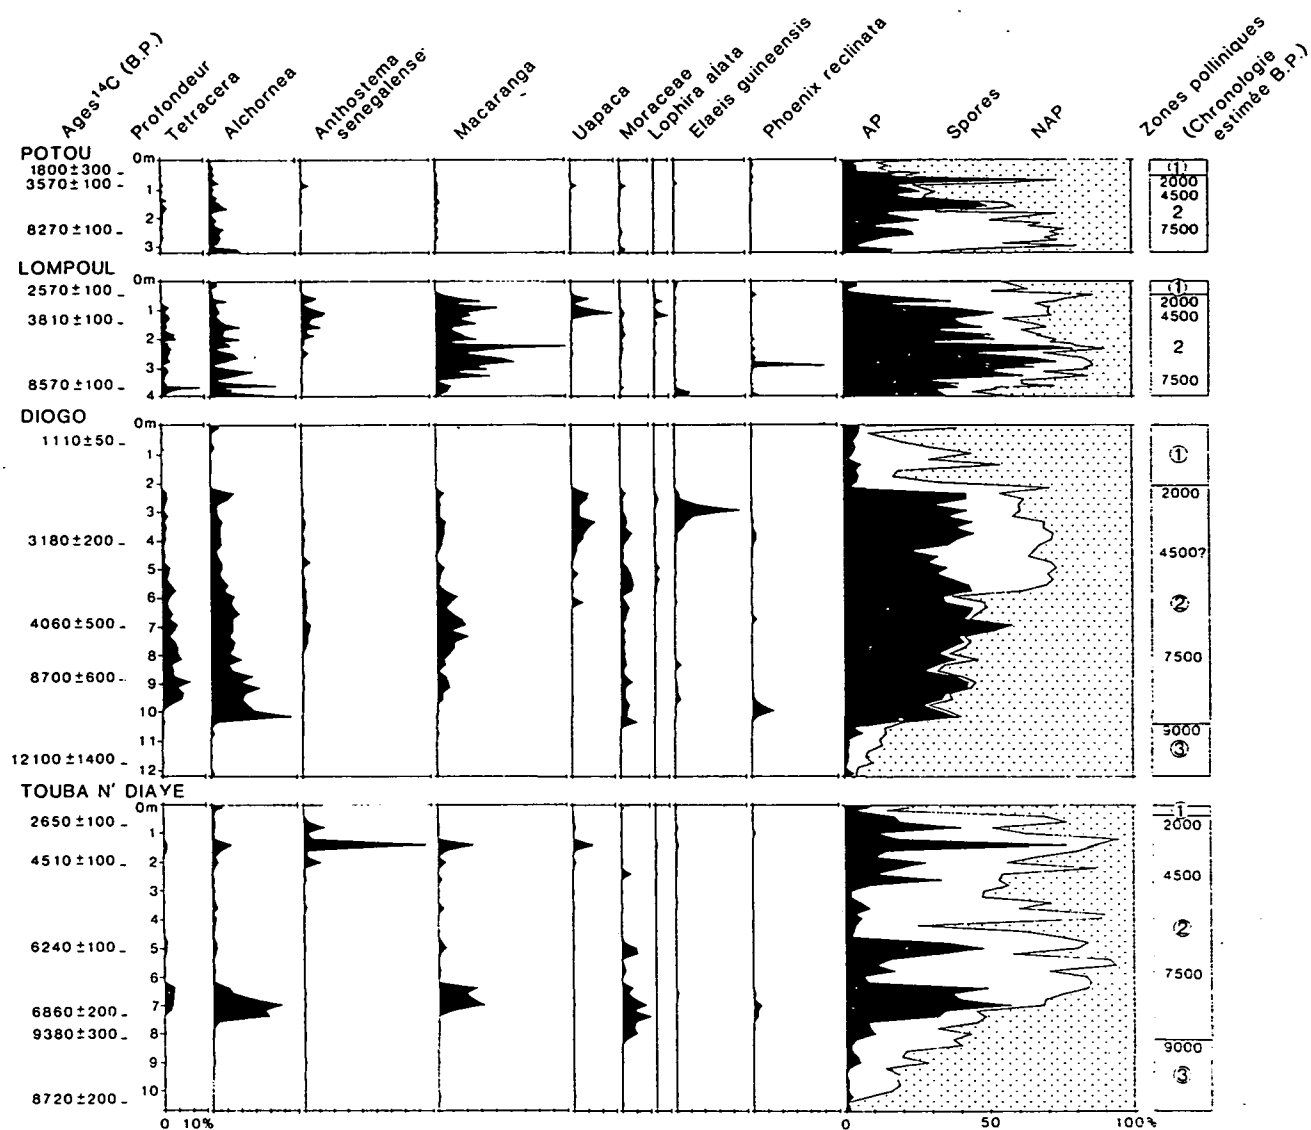 Ages ¹⁴C (B.P.)
Profondeur
Tetracera
Alchornea
Anthostema
senegalense
Macaranga
Uapaca
Moraceae
Lophira alata
Elaeis guineensis
Phoenix reclinata
AP
Spores
NAP
Zones polliniques
(Chronologie
estimée B.P.)
POTOU
0m
1800±300
3570±100
1
2
8270±100
3
(1)
2000
4500
2
7500
LOMPOUL
0m
2570±100
1
3810±100
2
3
8570±100
4
1
2000
4500
2
7500
DIOGO
0m
1110±50
1
2
3
3180±200
4
5
6
4060±500
7
8
8700±600
9
10
11
12100±1400
12
1
2000
4500?
2
7500
9000
3
TOUBA N' DIAYE
0m
2650±100
1
4510±100
2
3
4
6240±100
5
6
7
6860±200
8
9380±300
9
10
8720±200
1
2000
4500
2
7500
9000
3
0 10%
0
50
100%